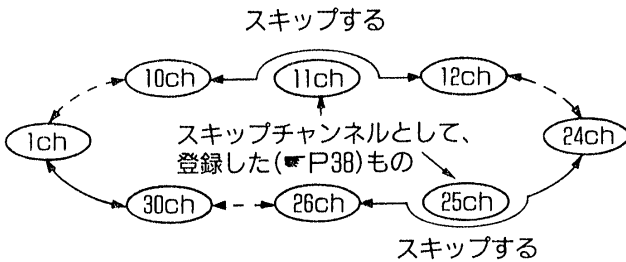 スキップする
10ch
11ch
12ch
1ch
スキップチャンネルとして、
登録した(☛P38)もの
24ch
30ch
26ch
25ch
スキップする